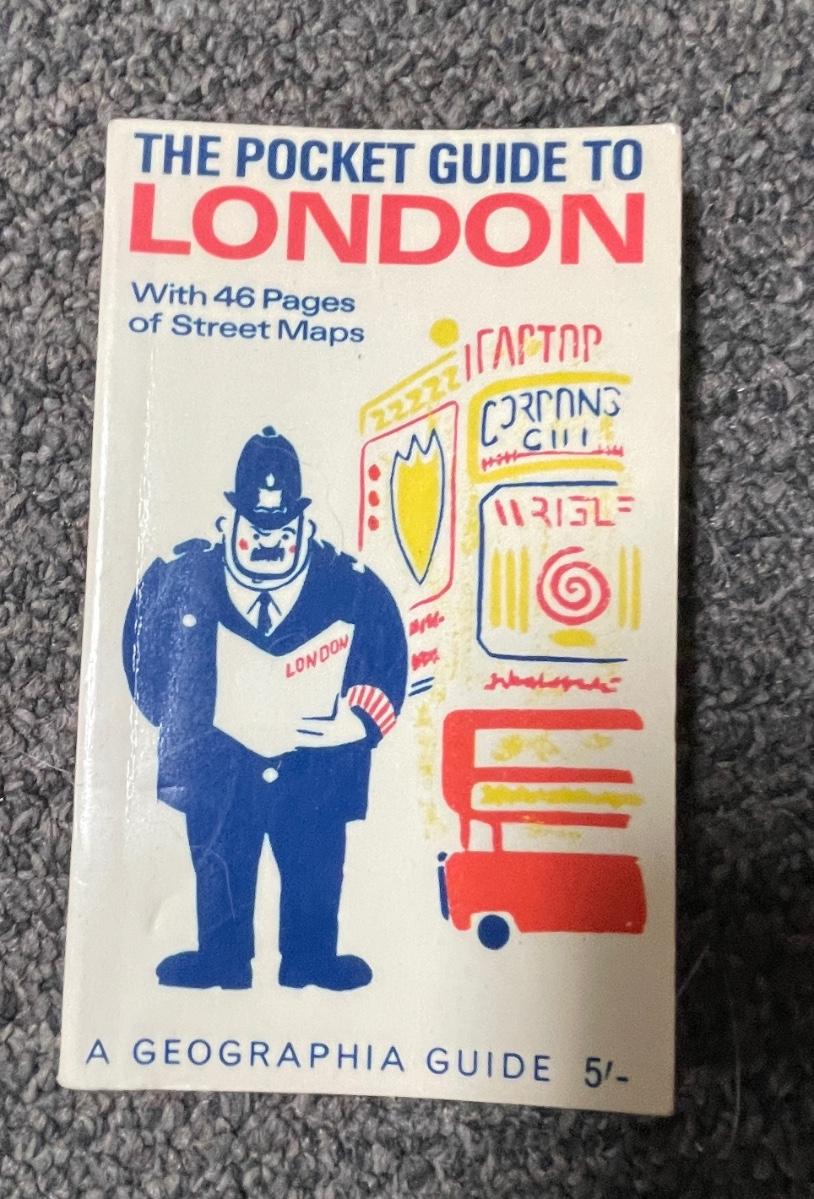 THE POCKET GUIDE TO
LONDON
With 46 Pages
of Street Maps
LONDON
A GEOGRAPHIA GUIDE 5/-